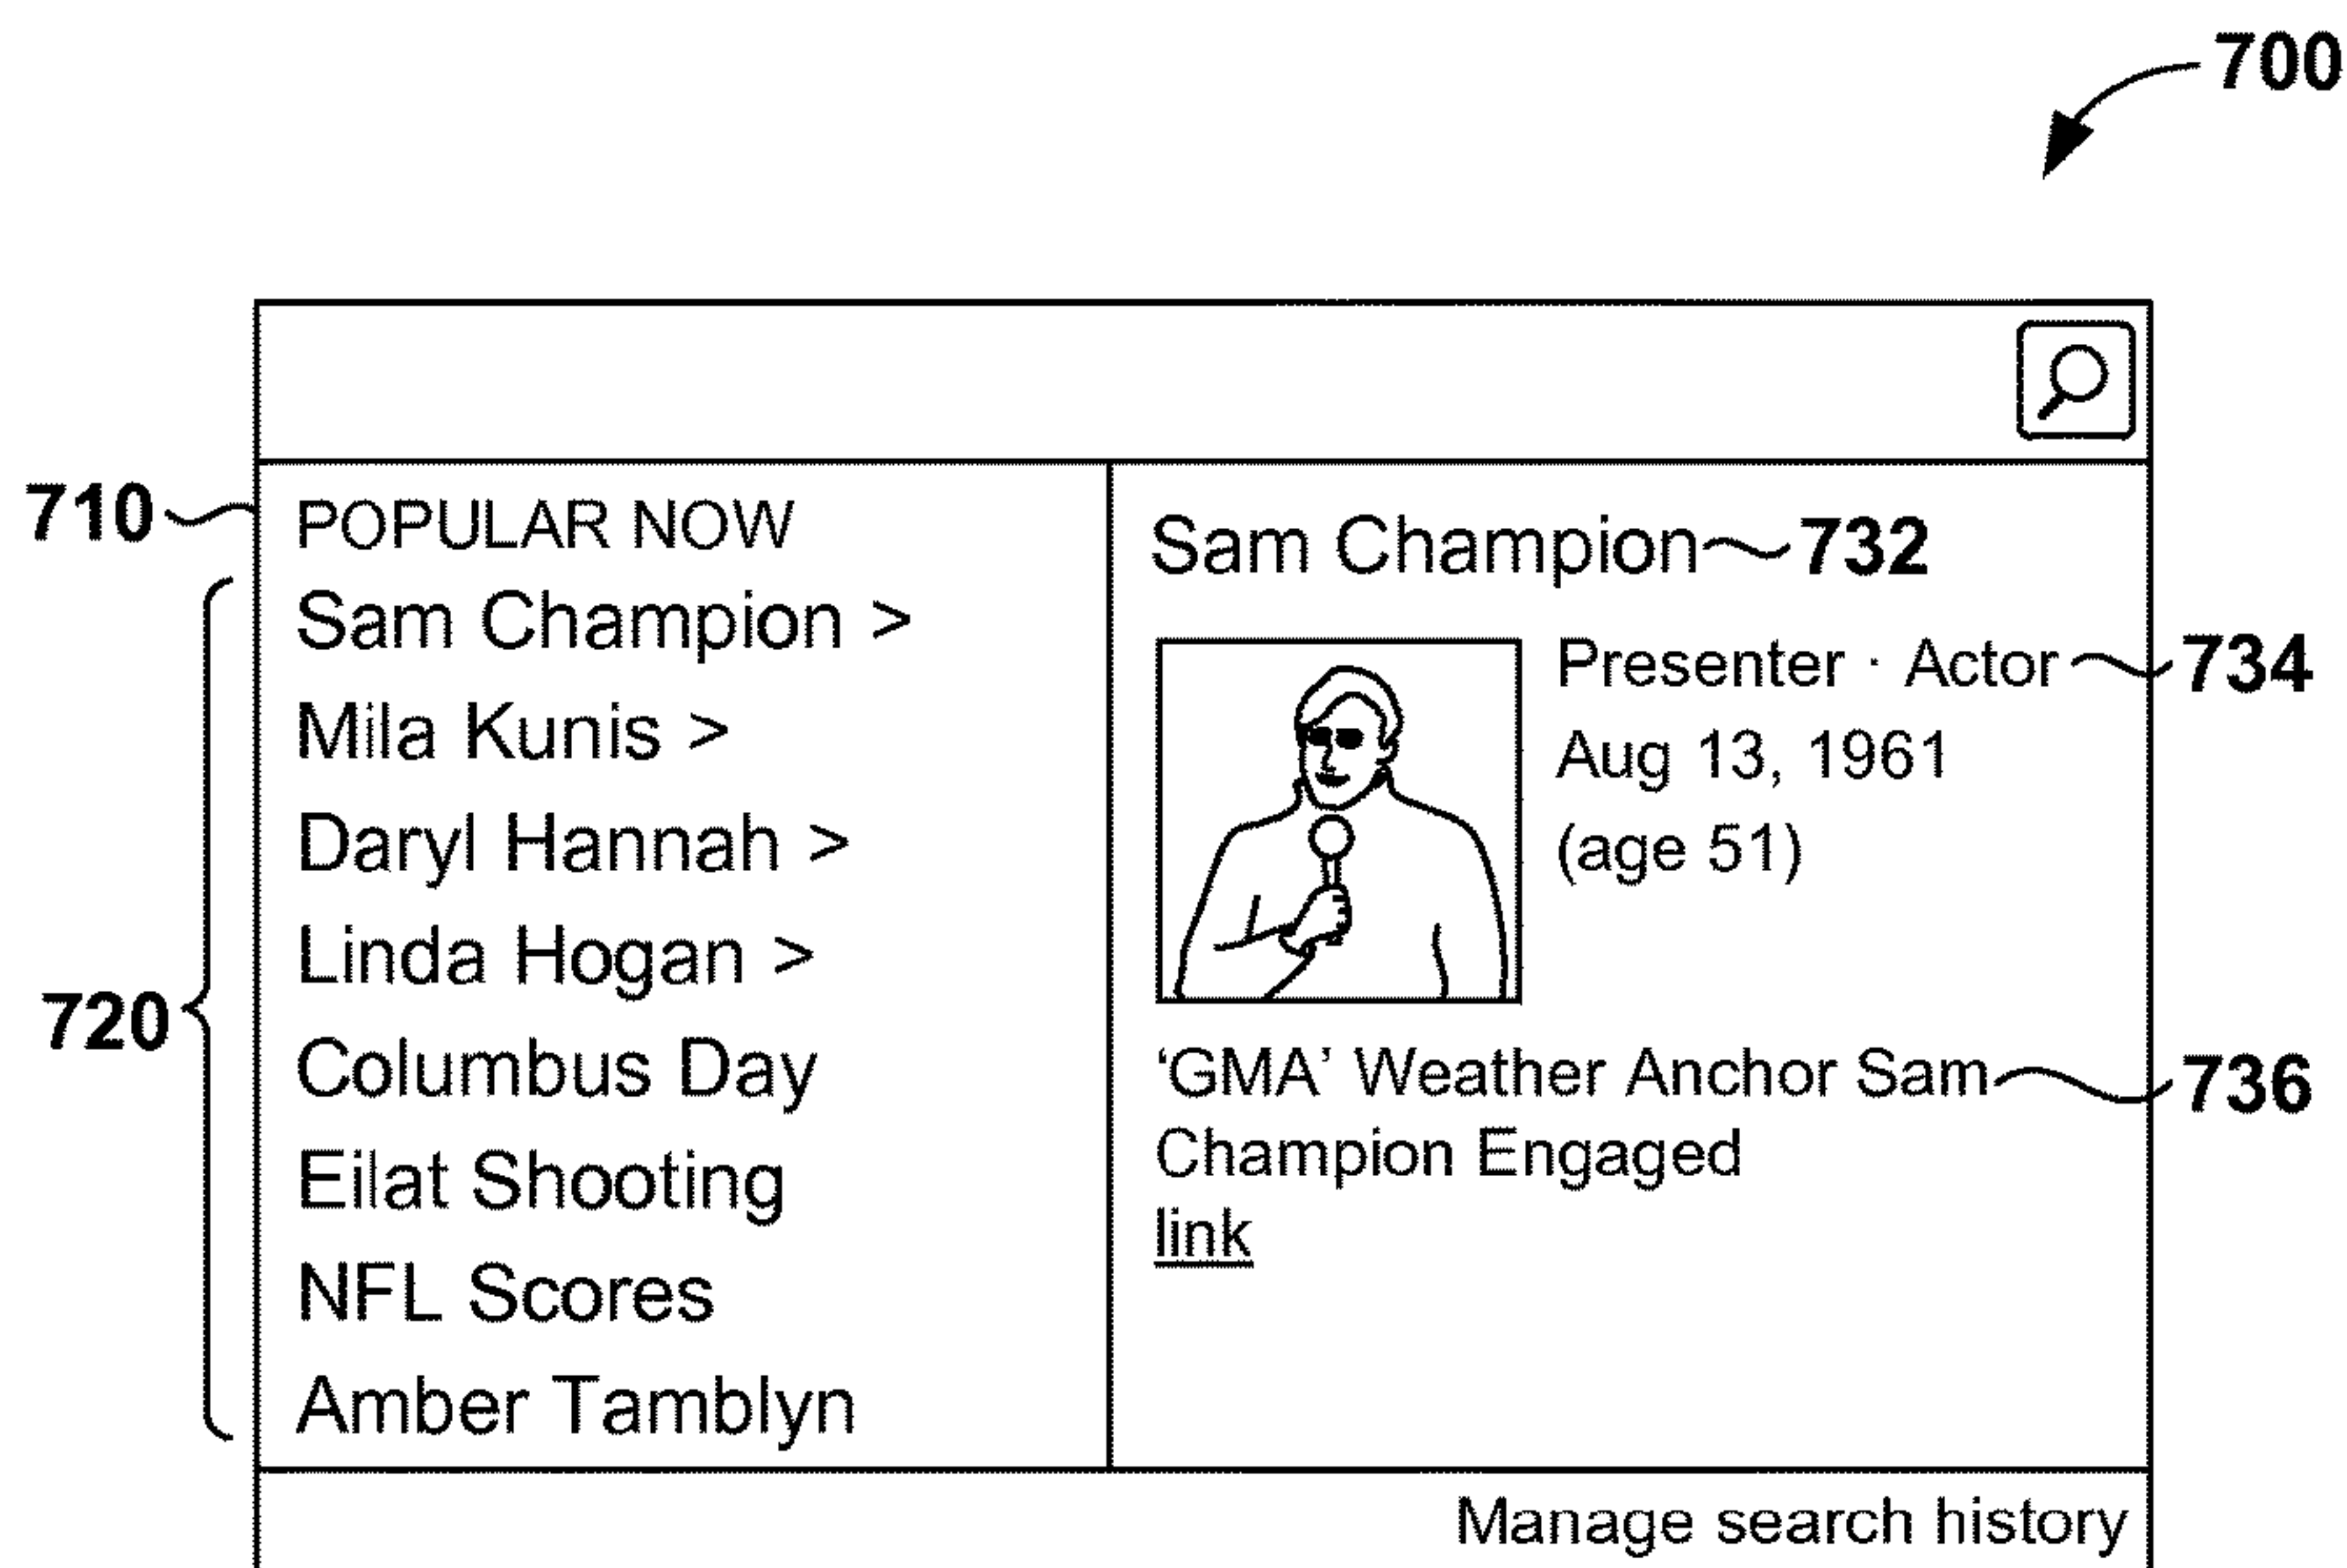 700
710
POPULAR NOW
Sam Champion >
Mila Kunis >
Daryl Hannah >
Linda Hogan >
720
Columbus Day
Eilat Shooting
NFL Scores
Amber Tamblyn
Sam Champion 732
Presenter · Actor 734
Aug 13, 1961
(age 51)
‘GMA’ Weather Anchor Sam 736
Champion Engaged
link
Manage search history